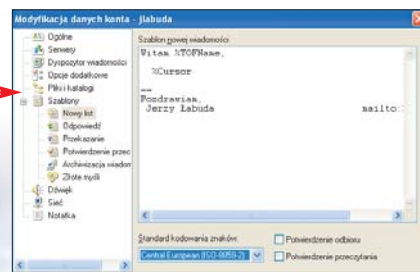 Modyfikacja danych konta - jlabuda
Ogólne
Serwery
Dyspozytor wiadomości
Opcje dodatkowe
Pliki i katalogi
Szablony
Nowy list
Odpowiedź
Przekazanie
Potwierdzenie przec
Archiwizacja wiadom
Złote myśli
Dźwięk
Sieć
Notatka
Szablon nowej wiadomości
Witam %TOFName,
%Cursor
--
Pozdrawiam,
Jerzy Łabuda mailto:
Standard kodowania znaków:
Central European (ISO-8859-2)
Potwierdzenie odbioru
Potwierdzenie przeczytania